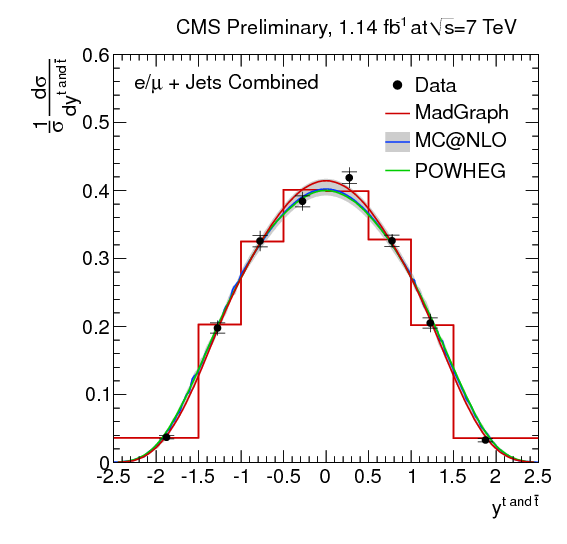 CMS Preliminary, 1.14 fb⁻¹ at √s=7 TeV
1/σ dσ/dy^{t and t̄}
e/μ + Jets Combined
Data
MadGraph
MC@NLO
POWHEG
0.6
0.5
0.4
0.3
0.2
0.1
0
-2.5 -2 -1.5 -1 -0.5 0 0.5 1 1.5 2 2.5
y^{t and t̄}